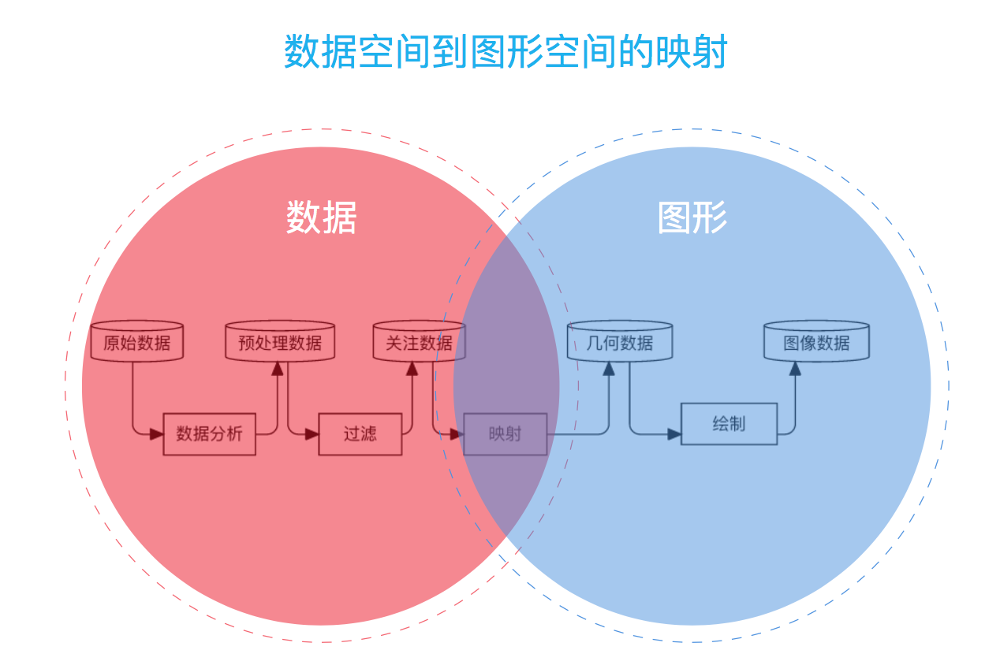 数据空间到图形空间的映射
数据
图形
原始数据
预处理数据
关注数据
几何数据
图像数据
数据分析
过滤
映射
绘制